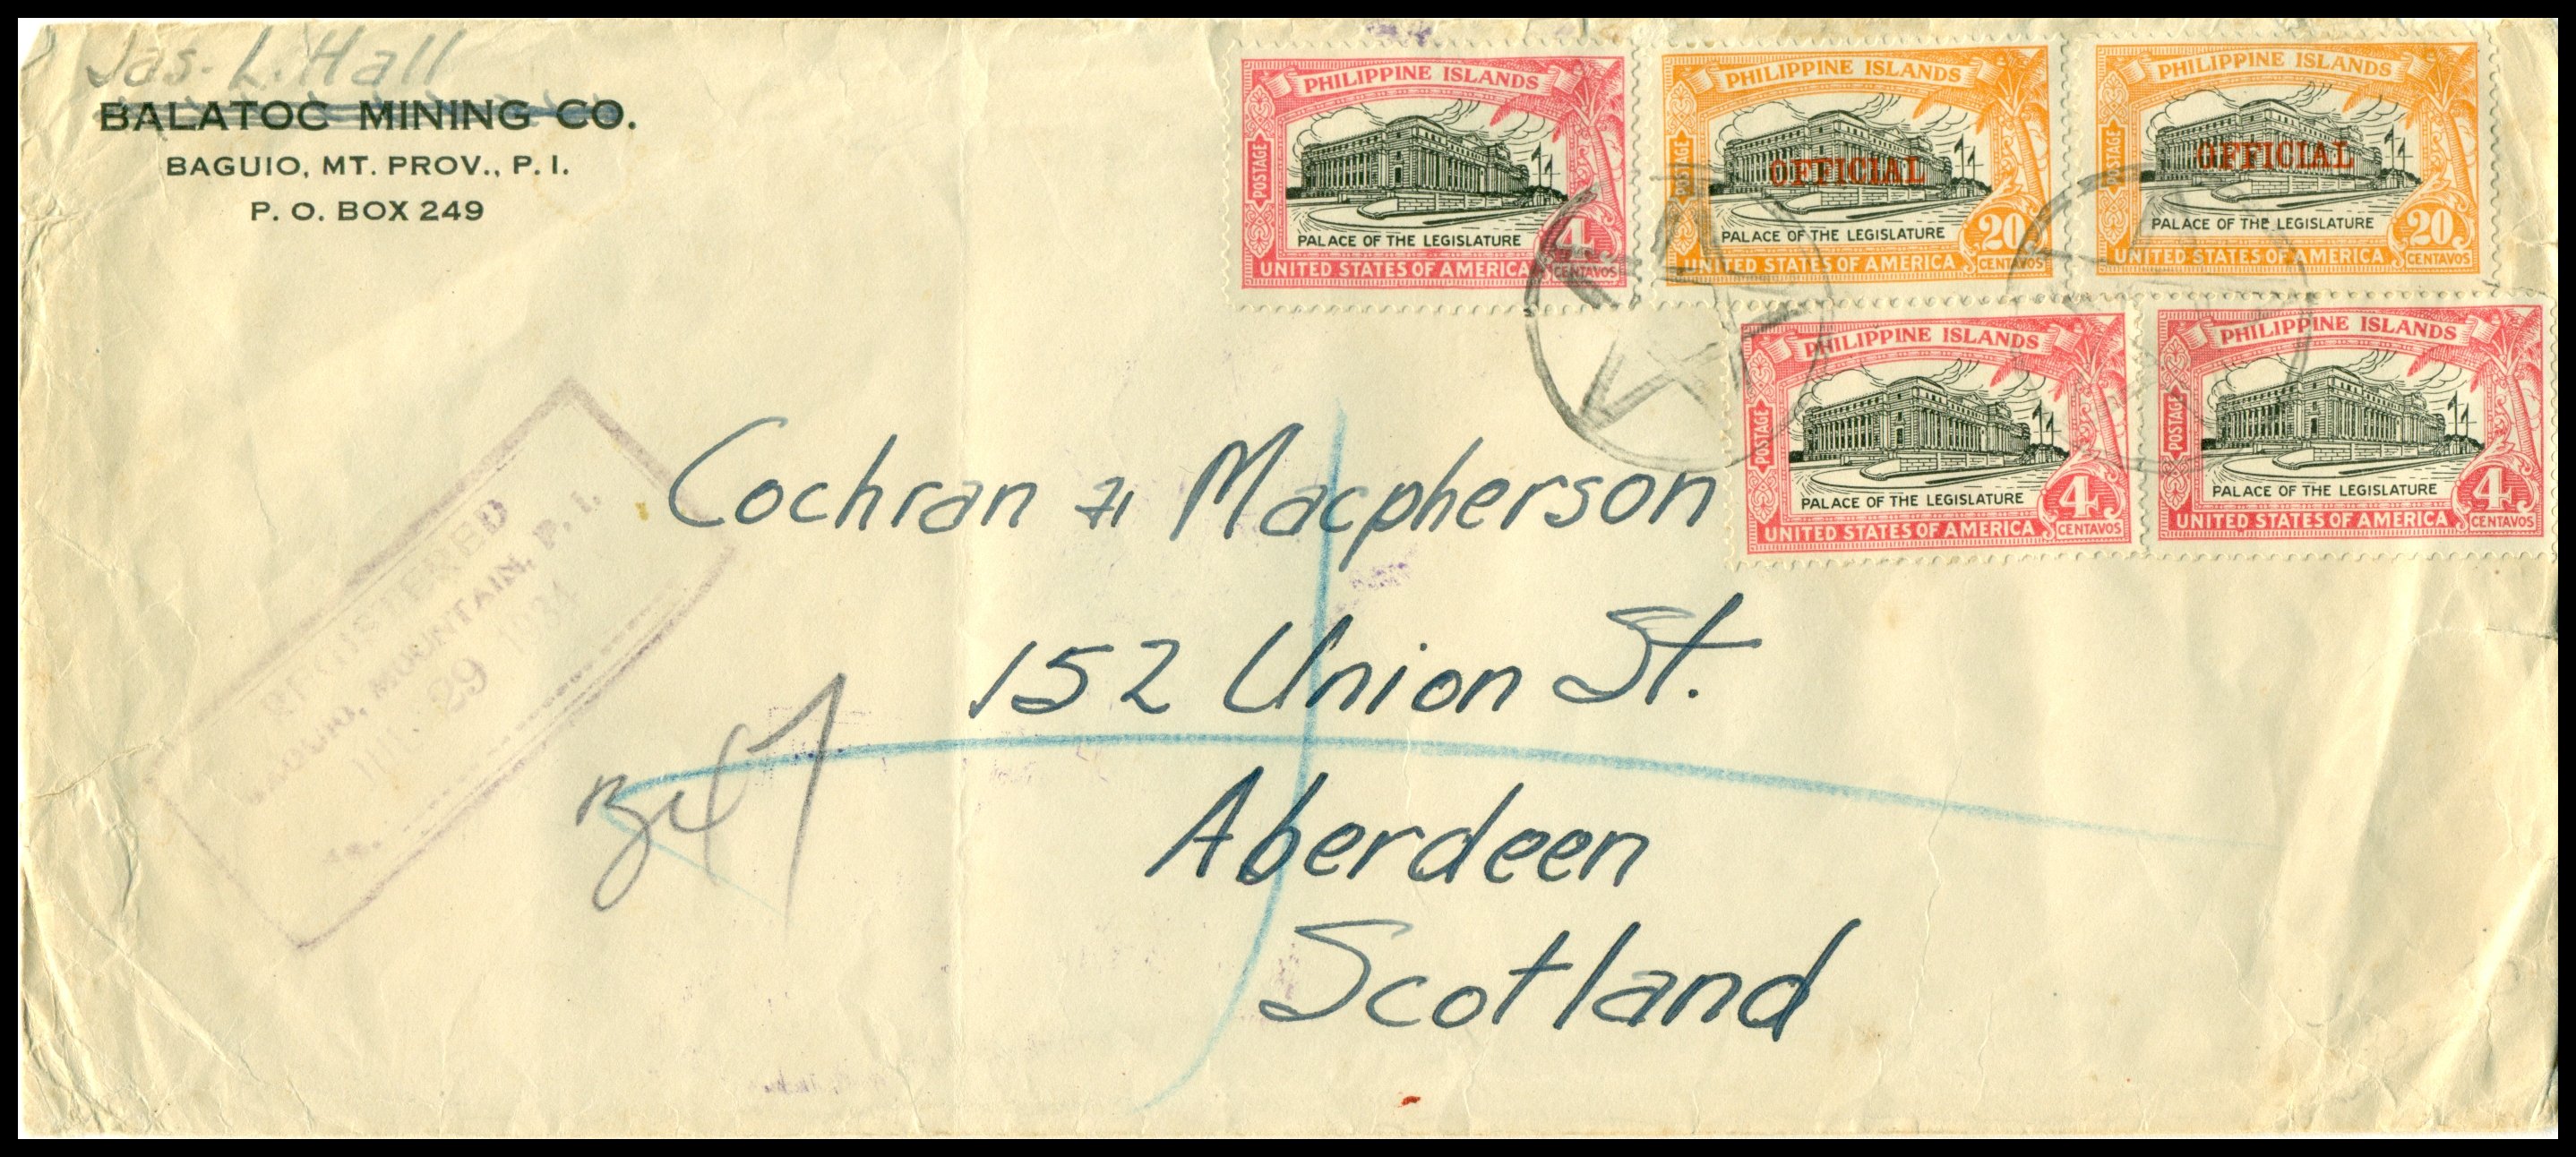 Jas. L. Hall
BALATOC MINING CO.
BAGUIO, MT. PROV., P. I.
P. O. BOX 249
PHILIPPINE ISLANDS
POSTAGE
PALACE OF THE LEGISLATURE
4
UNITED STATES OF AMERICA CENTAVOS
PHILIPPINE ISLANDS
POSTAGE
OFFICIAL
PALACE OF THE LEGISLATURE
20
UNITED STATES OF AMERICA CENTAVOS
PHILIPPINE ISLANDS
POSTAGE
OFFICIAL
PALACE OF THE LEGISLATURE
20
UNITED STATES OF AMERICA CENTAVOS
PHILIPPINE ISLANDS
POSTAGE
PALACE OF THE LEGISLATURE
4
UNITED STATES OF AMERICA CENTAVOS
PHILIPPINE ISLANDS
POSTAGE
PALACE OF THE LEGISLATURE
4
UNITED STATES OF AMERICA CENTAVOS
REGISTERED
BAGUIO, MOUNTAIN, P. I.
29 1934
Cochran & Macpherson
152 Union St.
Aberdeen
Scotland